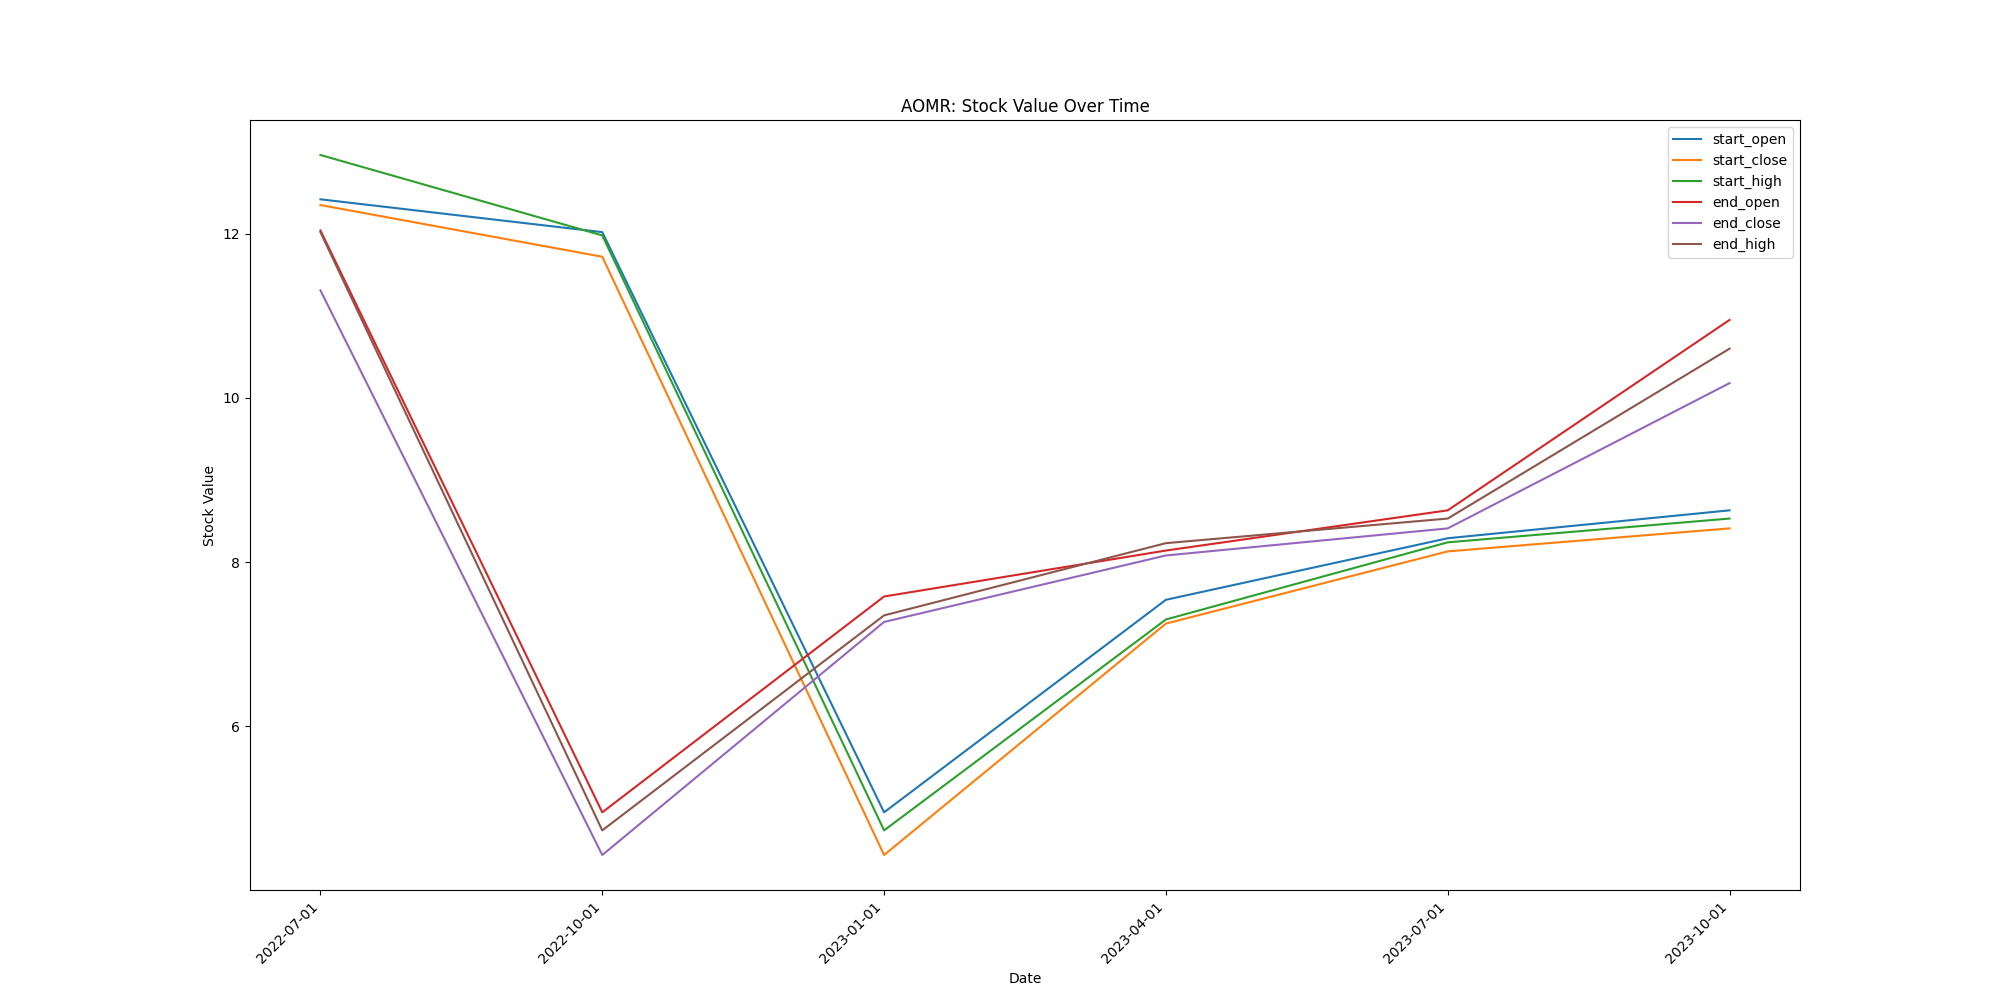 AOMR: Stock Value Over Time
start_open
start_close
start_high
end_open
end_close
end_high
Stock Value
12
10
8
6
2022-07-01
2022-10-01
2023-01-01
2023-04-01
2023-07-01
2023-10-01
Date